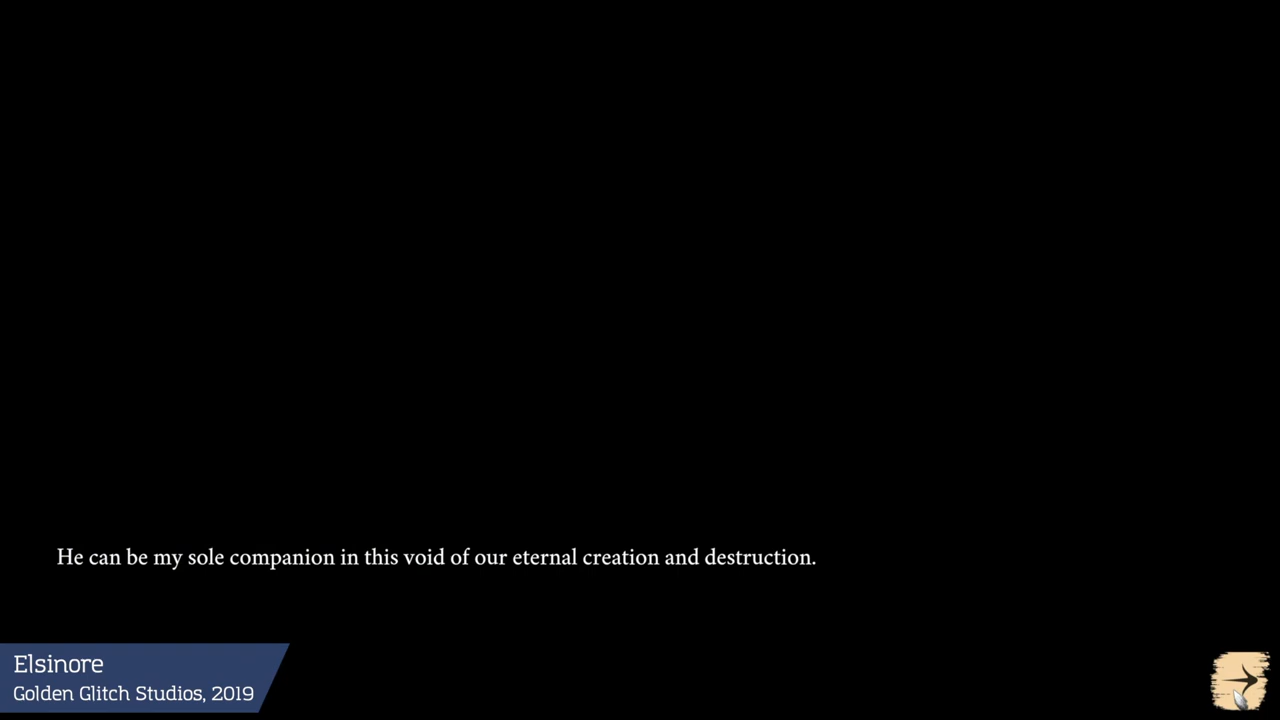 He can be my sole companion in this void of our eternal creation and destruction.
Elsinore
Golden Glitch Studios, 2019